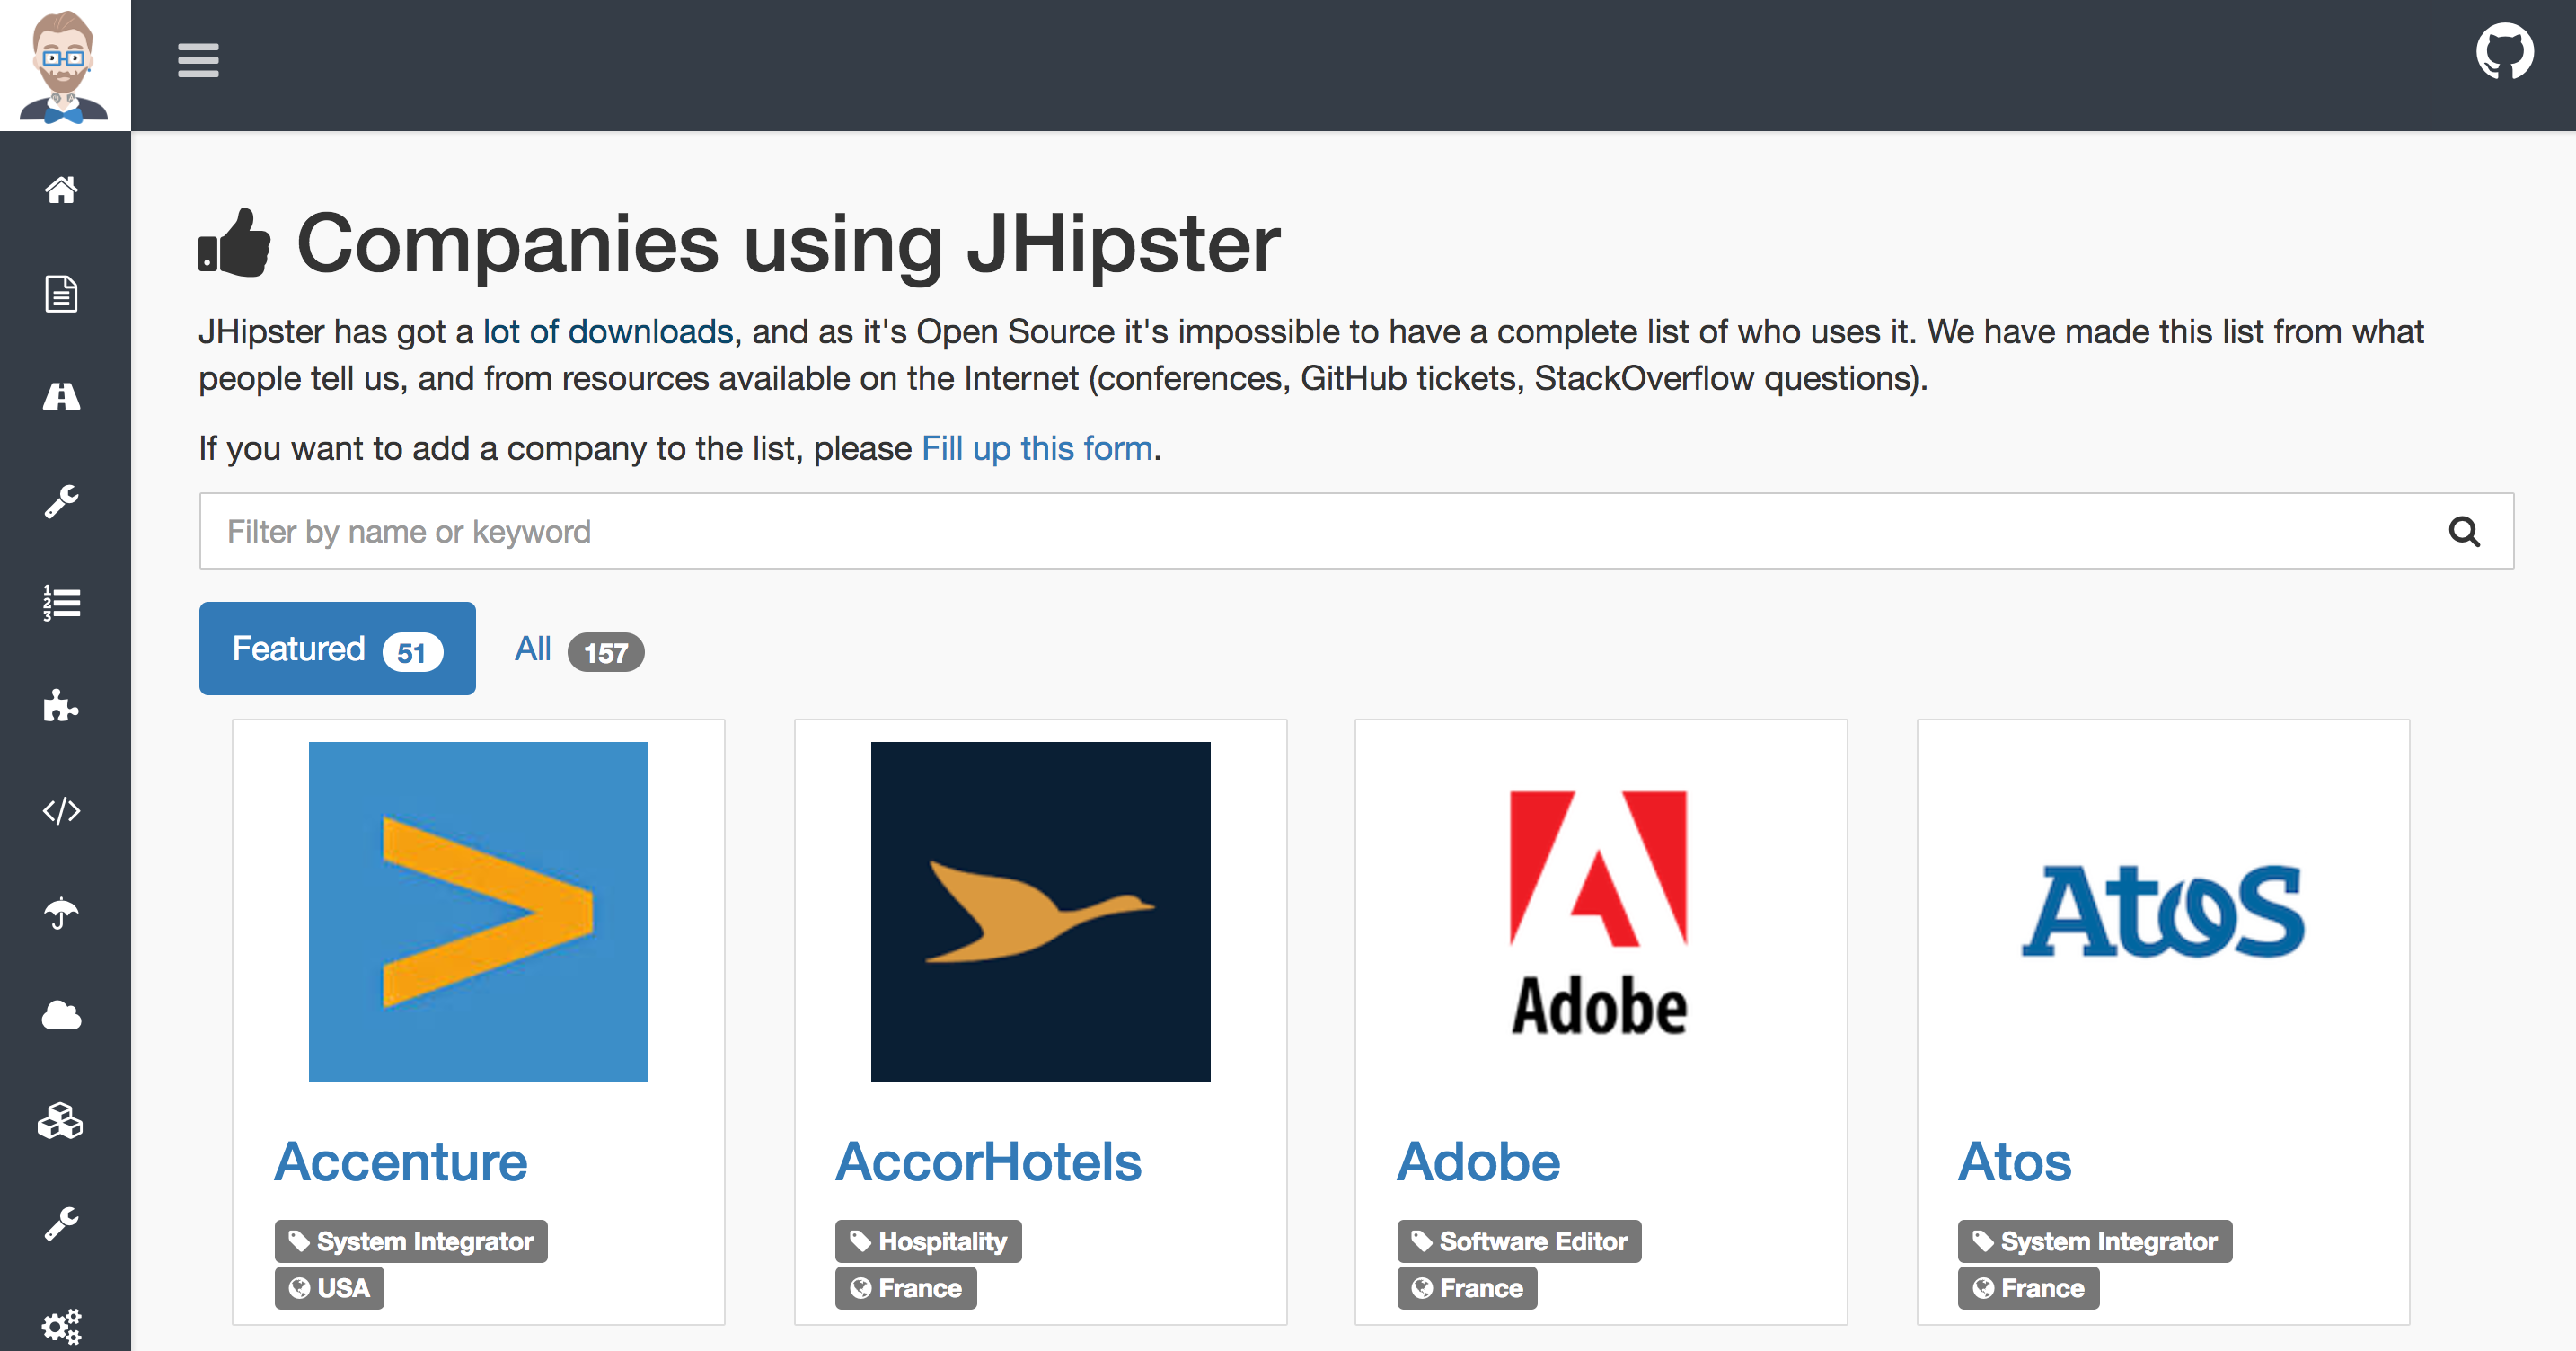 Companies using JHipster
JHipster has got a lot of downloads, and as it's Open Source it's impossible to have a complete list of who uses it. We have made this list from what
people tell us, and from resources available on the Internet (conferences, GitHub tickets, StackOverflow questions).
If you want to add a company to the list, please Fill up this form.
Filter by name or keyword
Featured 51 All 157
Adobe
Atos
Accenture
System Integrator
USA
AccorHotels
Hospitality
France
Adobe
Software Editor
France
Atos
System Integrator
France